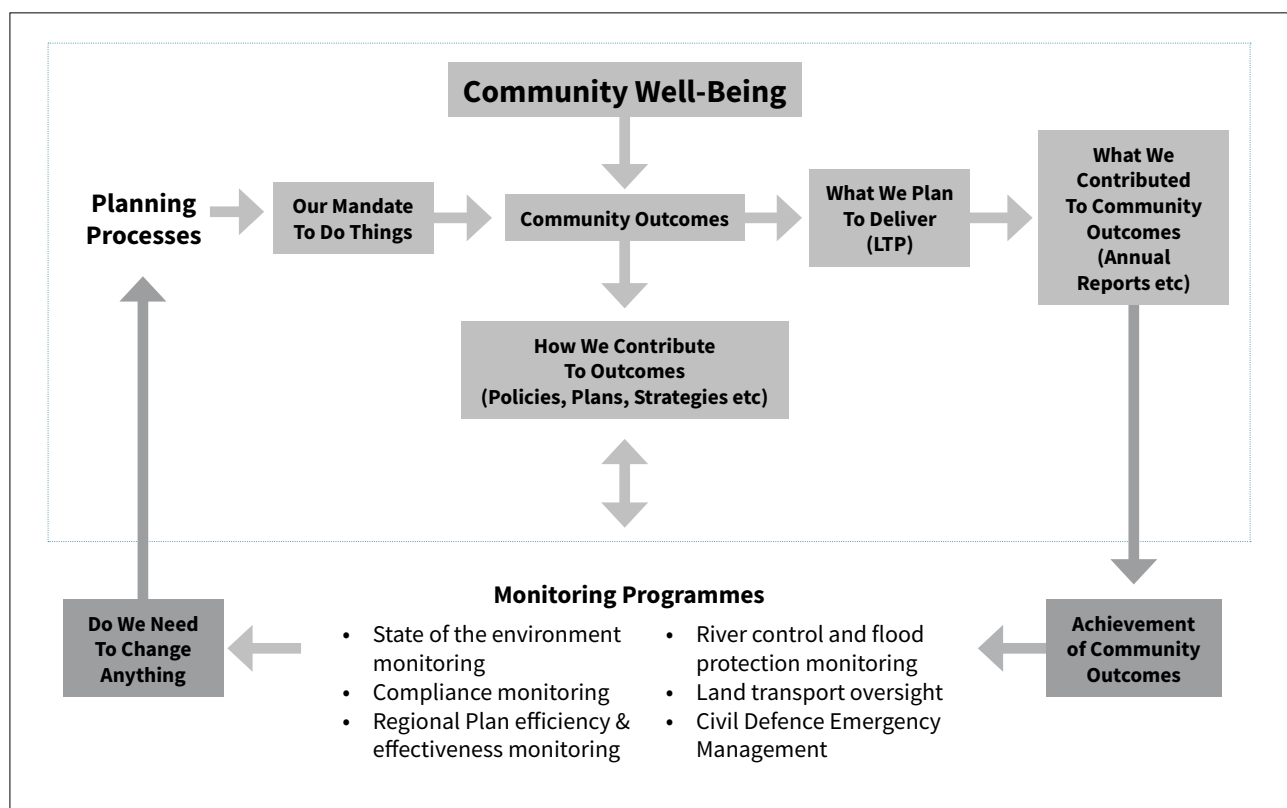 Community Well-Being
Planning
Processes
Our Mandate
To Do Things
Community Outcomes
What We Plan
To Deliver
(LTP)
What We
Contributed
To Community
Outcomes
(Annual
Reports etc)
How We Contribute
To Outcomes
(Policies, Plans, Strategies etc)
Do We Need
To Change
Anything
Monitoring Programmes
• State of the environment
monitoring
• Compliance monitoring
• Regional Plan efficiency &
effectiveness monitoring
• River control and flood
protection monitoring
• Land transport oversight
• Civil Defence Emergency
Management
Achievement
of Community
Outcomes